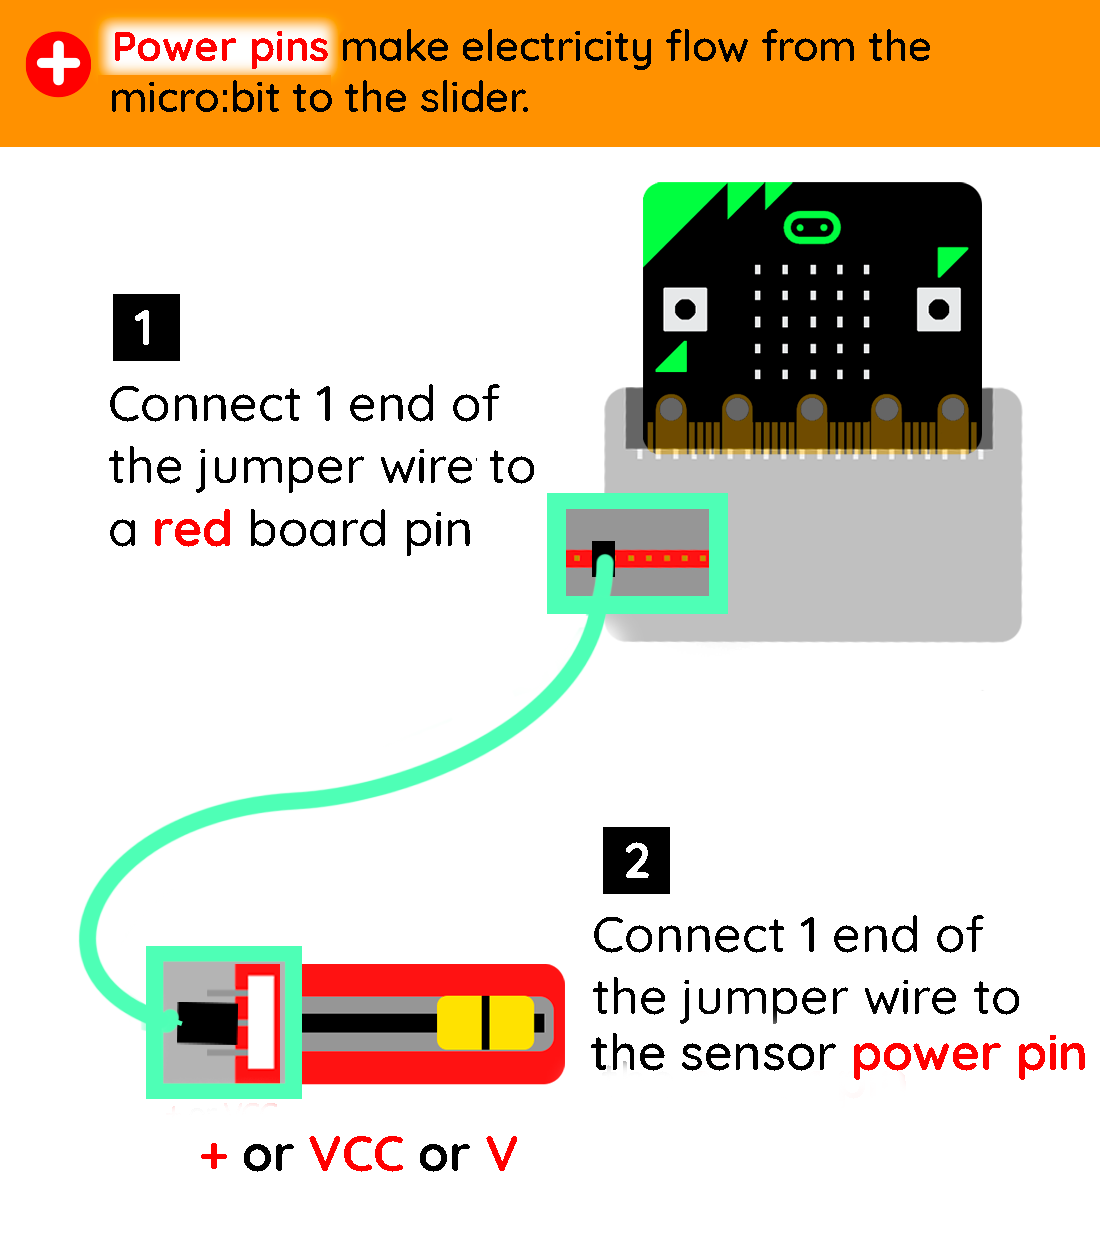 Power pins make electricity flow from the
micro:bit to the slider.
1
Connect 1 end of
the jumper wire to
a red board pin
2
Connect 1 end of
the jumper wire to
the sensor power pin
+ or VCC or V